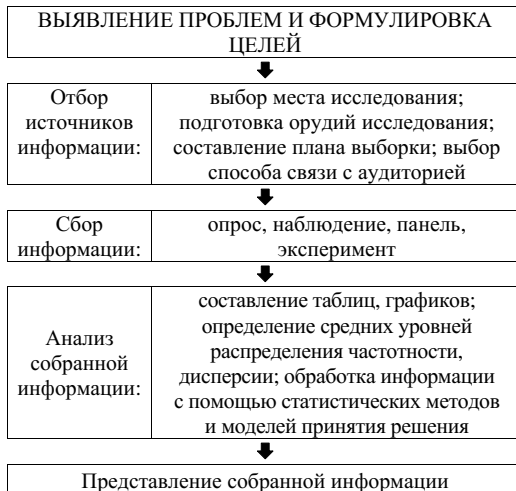 ВЫЯВЛЕНИЕ ПРОБЛЕМ И ФОРМУЛИРОВКА
ЦЕЛЕЙ
Отбор
источников
информации:
выбор места исследования;
подготовка орудий исследования;
составление плана выборки; выбор
способа связи с аудиторией
Сбор
информации:
опрос, наблюдение, панель,
эксперимент
Анализ
собранной
информации:
составление таблиц, графиков;
определение средних уровней
распределения частотности,
дисперсии; обработка информации
с помощью статистических методов
и моделей принятия решения
Представление собранной информации